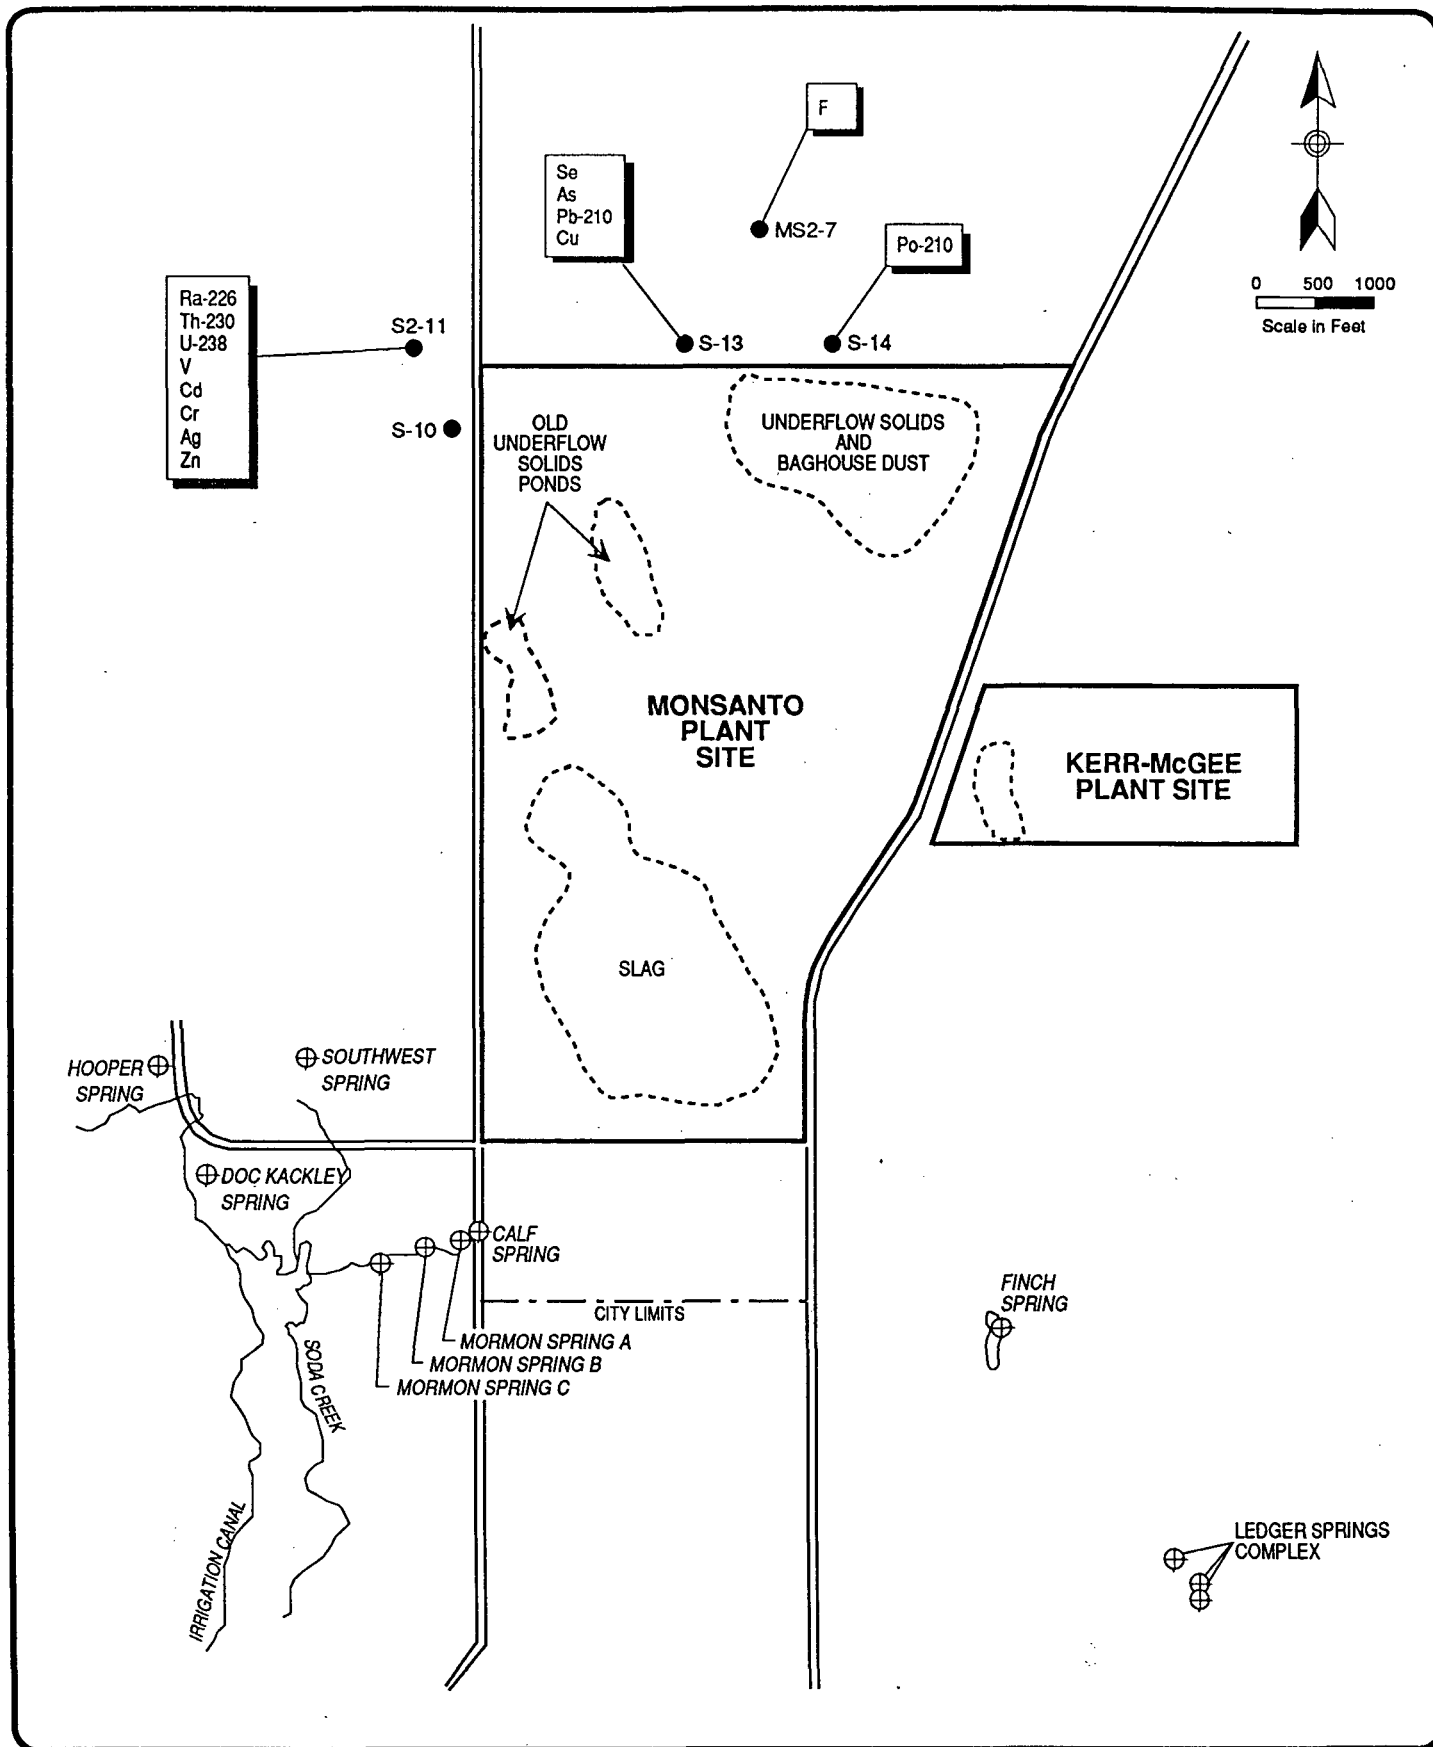 F
Se
As
Pb-210
Cu
MS2-7
Po-210
0 500 1000
Scale in Feet
Ra-226
Th-230
U-238
V
Cd
Cr
Ag
Zn
S2-11
S-13
S-14
S-10
OLD
UNDERFLOW
SOLIDS
PONDS
UNDERFLOW SOLIDS
AND
BAGHOUSE DUST
MONSANTO
PLANT
SITE
KERR-McGEE
PLANT SITE
SLAG
HOOPER
SPRING
SOUTHWEST
SPRING
DOC KACKLEY
SPRING
CALF
SPRING
FINCH
SPRING
CITY LIMITS
MORMON SPRING A
MORMON SPRING B
MORMON SPRING C
SODA CREEK
IRRIGATION CANAL
LEDGER SPRINGS
COMPLEX